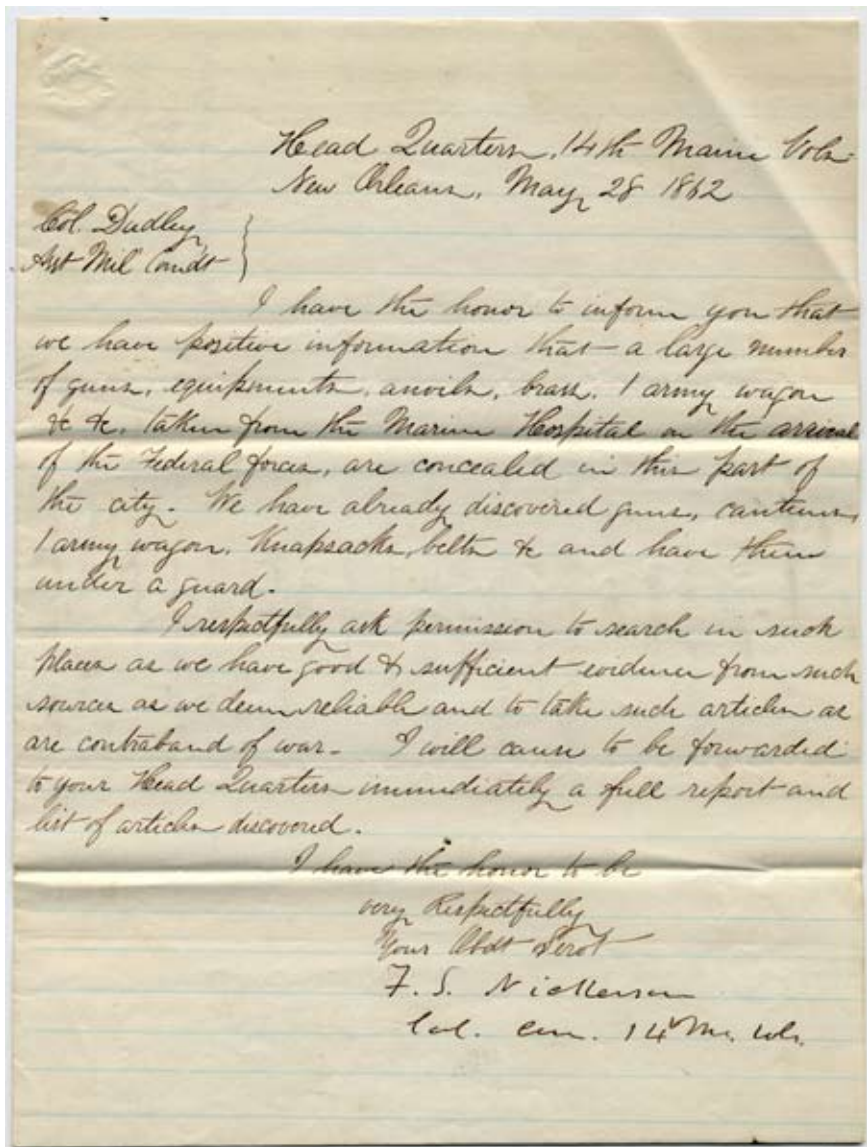 Head Quarters, 14th Maine Vols
New Orleans, May 28 1862
Col. Dudley
Asst Mil Comdt
I have the honor to inform you that
we have positive information that a large number
of guns, equipments, anvils, brass, 1 army wagon
&c &c, taken from the Marine Hospital on the arrival
of the Federal forces, are concealed in this part of
the city. We have already discovered guns, canteens,
1 army wagon, Knapsacks, belts &c and have them
under a guard.
I respectfully ask permission to search in such
places as we have good & sufficient evidence from such
sources as we deem reliable and to take such articles as
are contraband of war. I will cause to be forwarded
to your Head Quarters immediately a full report and
list of articles discovered.
I have the honor to be
very Respectfully
Your Obdt Servt
F. S. Nickerson
Col. Com. 14 Me. Vols.